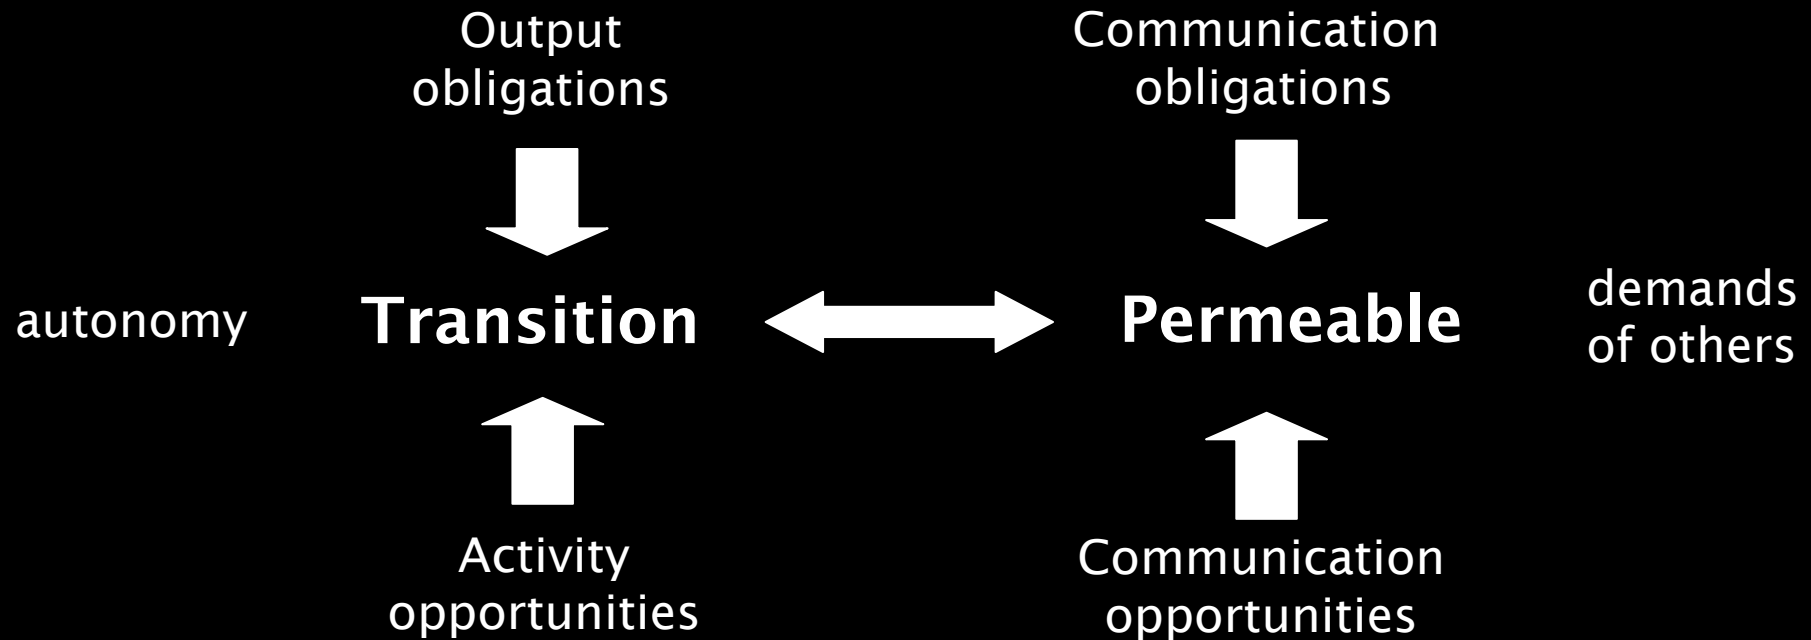 Output
obligations
Communication
obligations
autonomy
Transition
Permeable
demands
of others
Activity
opportunities
Communication
opportunities